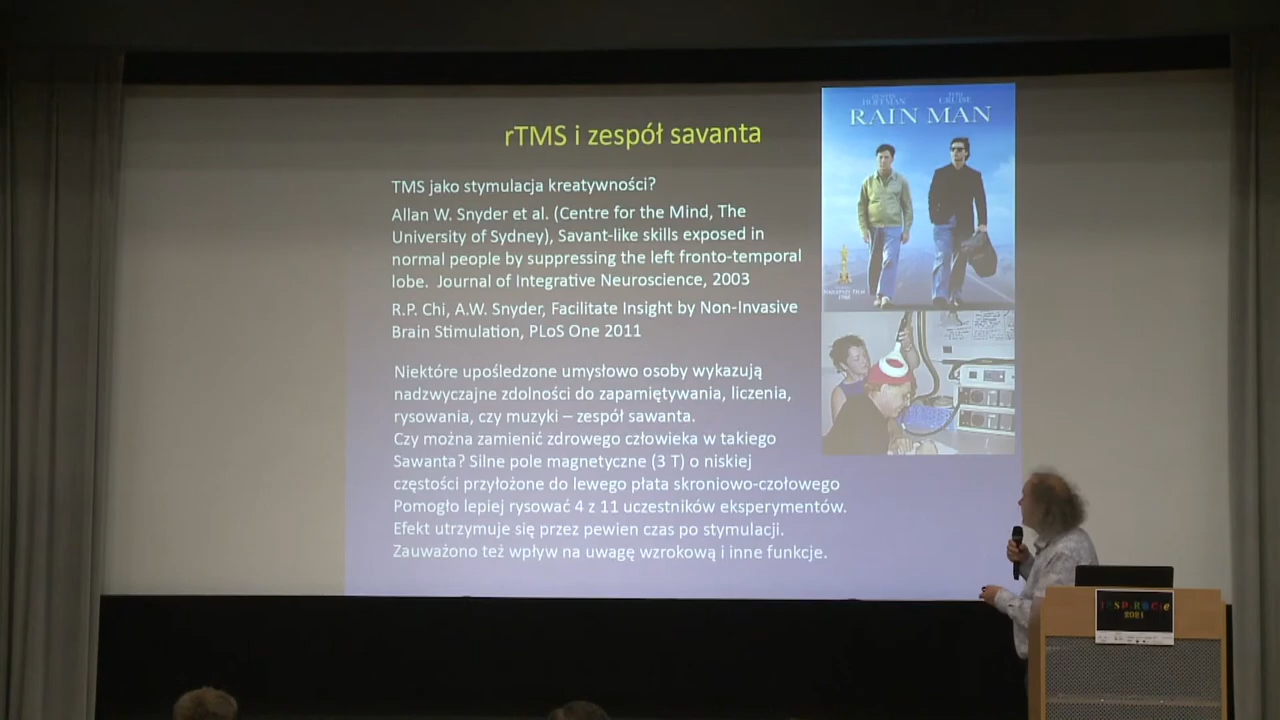 rTMS i zespół savanta
TMS jako stymulacja kreatywności?
Allan W. Snyder et al. (Centre for the Mind, The
University of Sydney), Savant-like skills exposed in
normal people by suppressing the left fronto-temporal
lobe. Journal of Integrative Neuroscience, 2003
R.P. Chi, A.W. Snyder, Facilitate Insight by Non-Invasive
Brain Stimulation, PLoS One 2011
Niektóre upośledzone umysłowo osoby wykazują
nadzwyczajne zdolności do zapamiętywania, liczenia,
rysowania, czy muzyki – zespół sawanta.
Czy można zamienić zdrowego człowieka w takiego
Sawanta? Silne pole magnetyczne (3 T) o niskiej
częstości przyłożone do lewego płata skroniowo-czołowego
Pomogło lepiej rysować 4 z 11 uczestników eksperymentów.
Efekt utrzymuje się przez pewien czas po stymulacji.
Zauważono też wpływ na uwagę wzrokową i inne funkcje.
HOFFMAN CRUISE
RAIN MAN
INSPIRACJE
2021